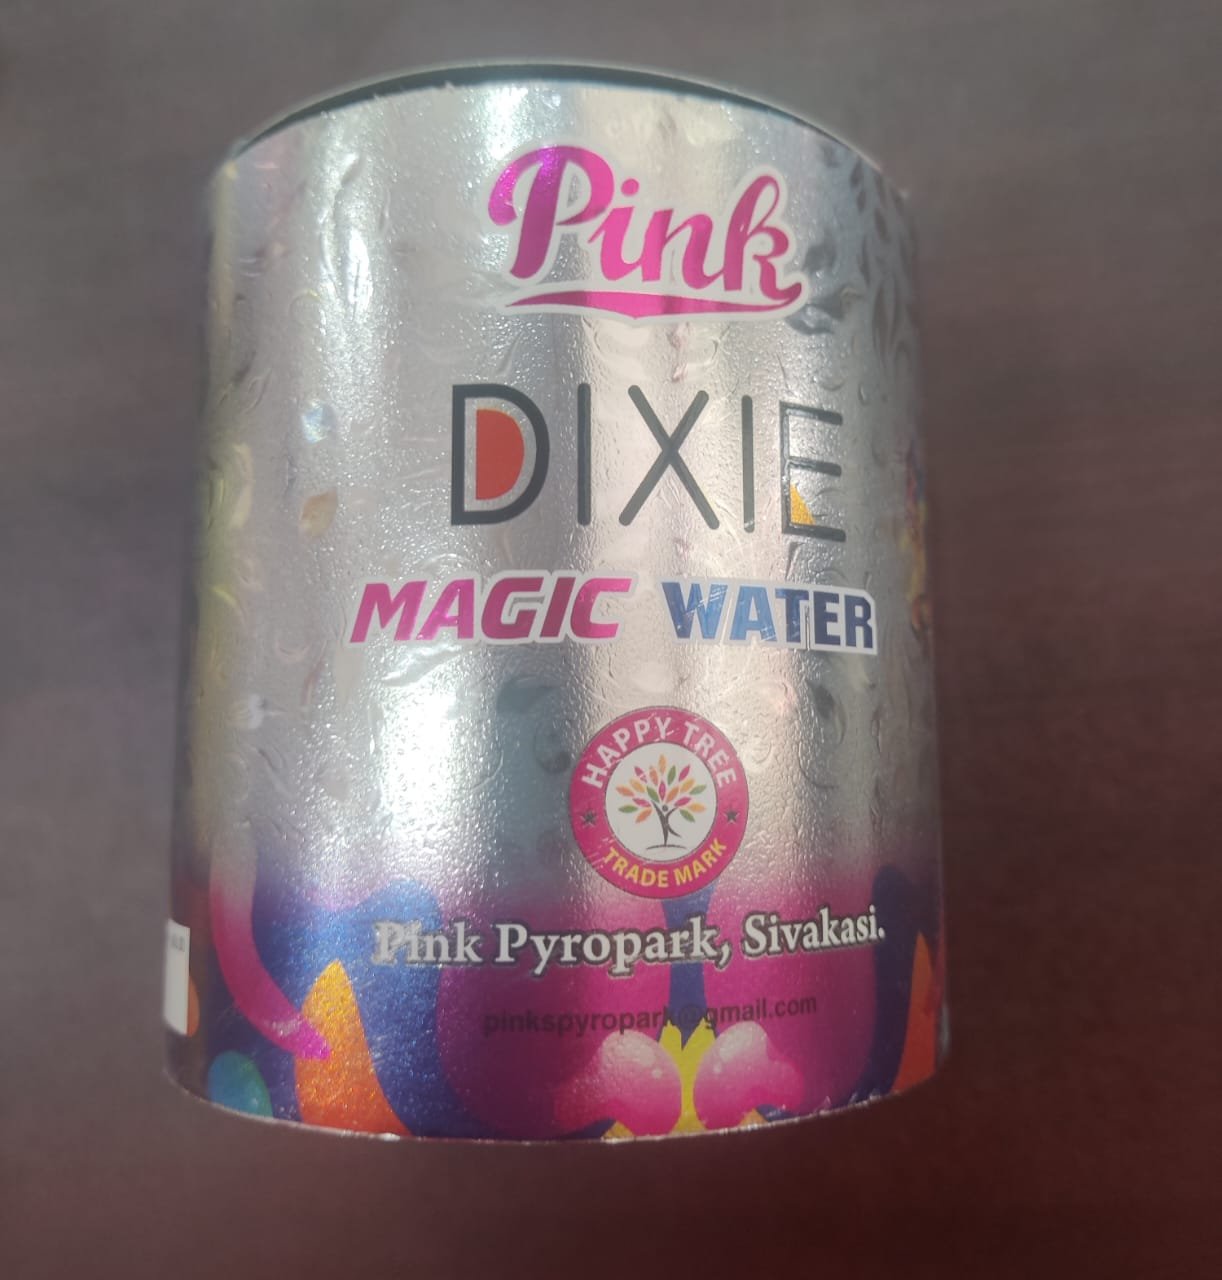 Pink
DIXIE
MAGIC WATER
HAPPY TREE
TRADE MARK
Pink Pyropark, Sivakasi.
pinkspyropark@gmail.com